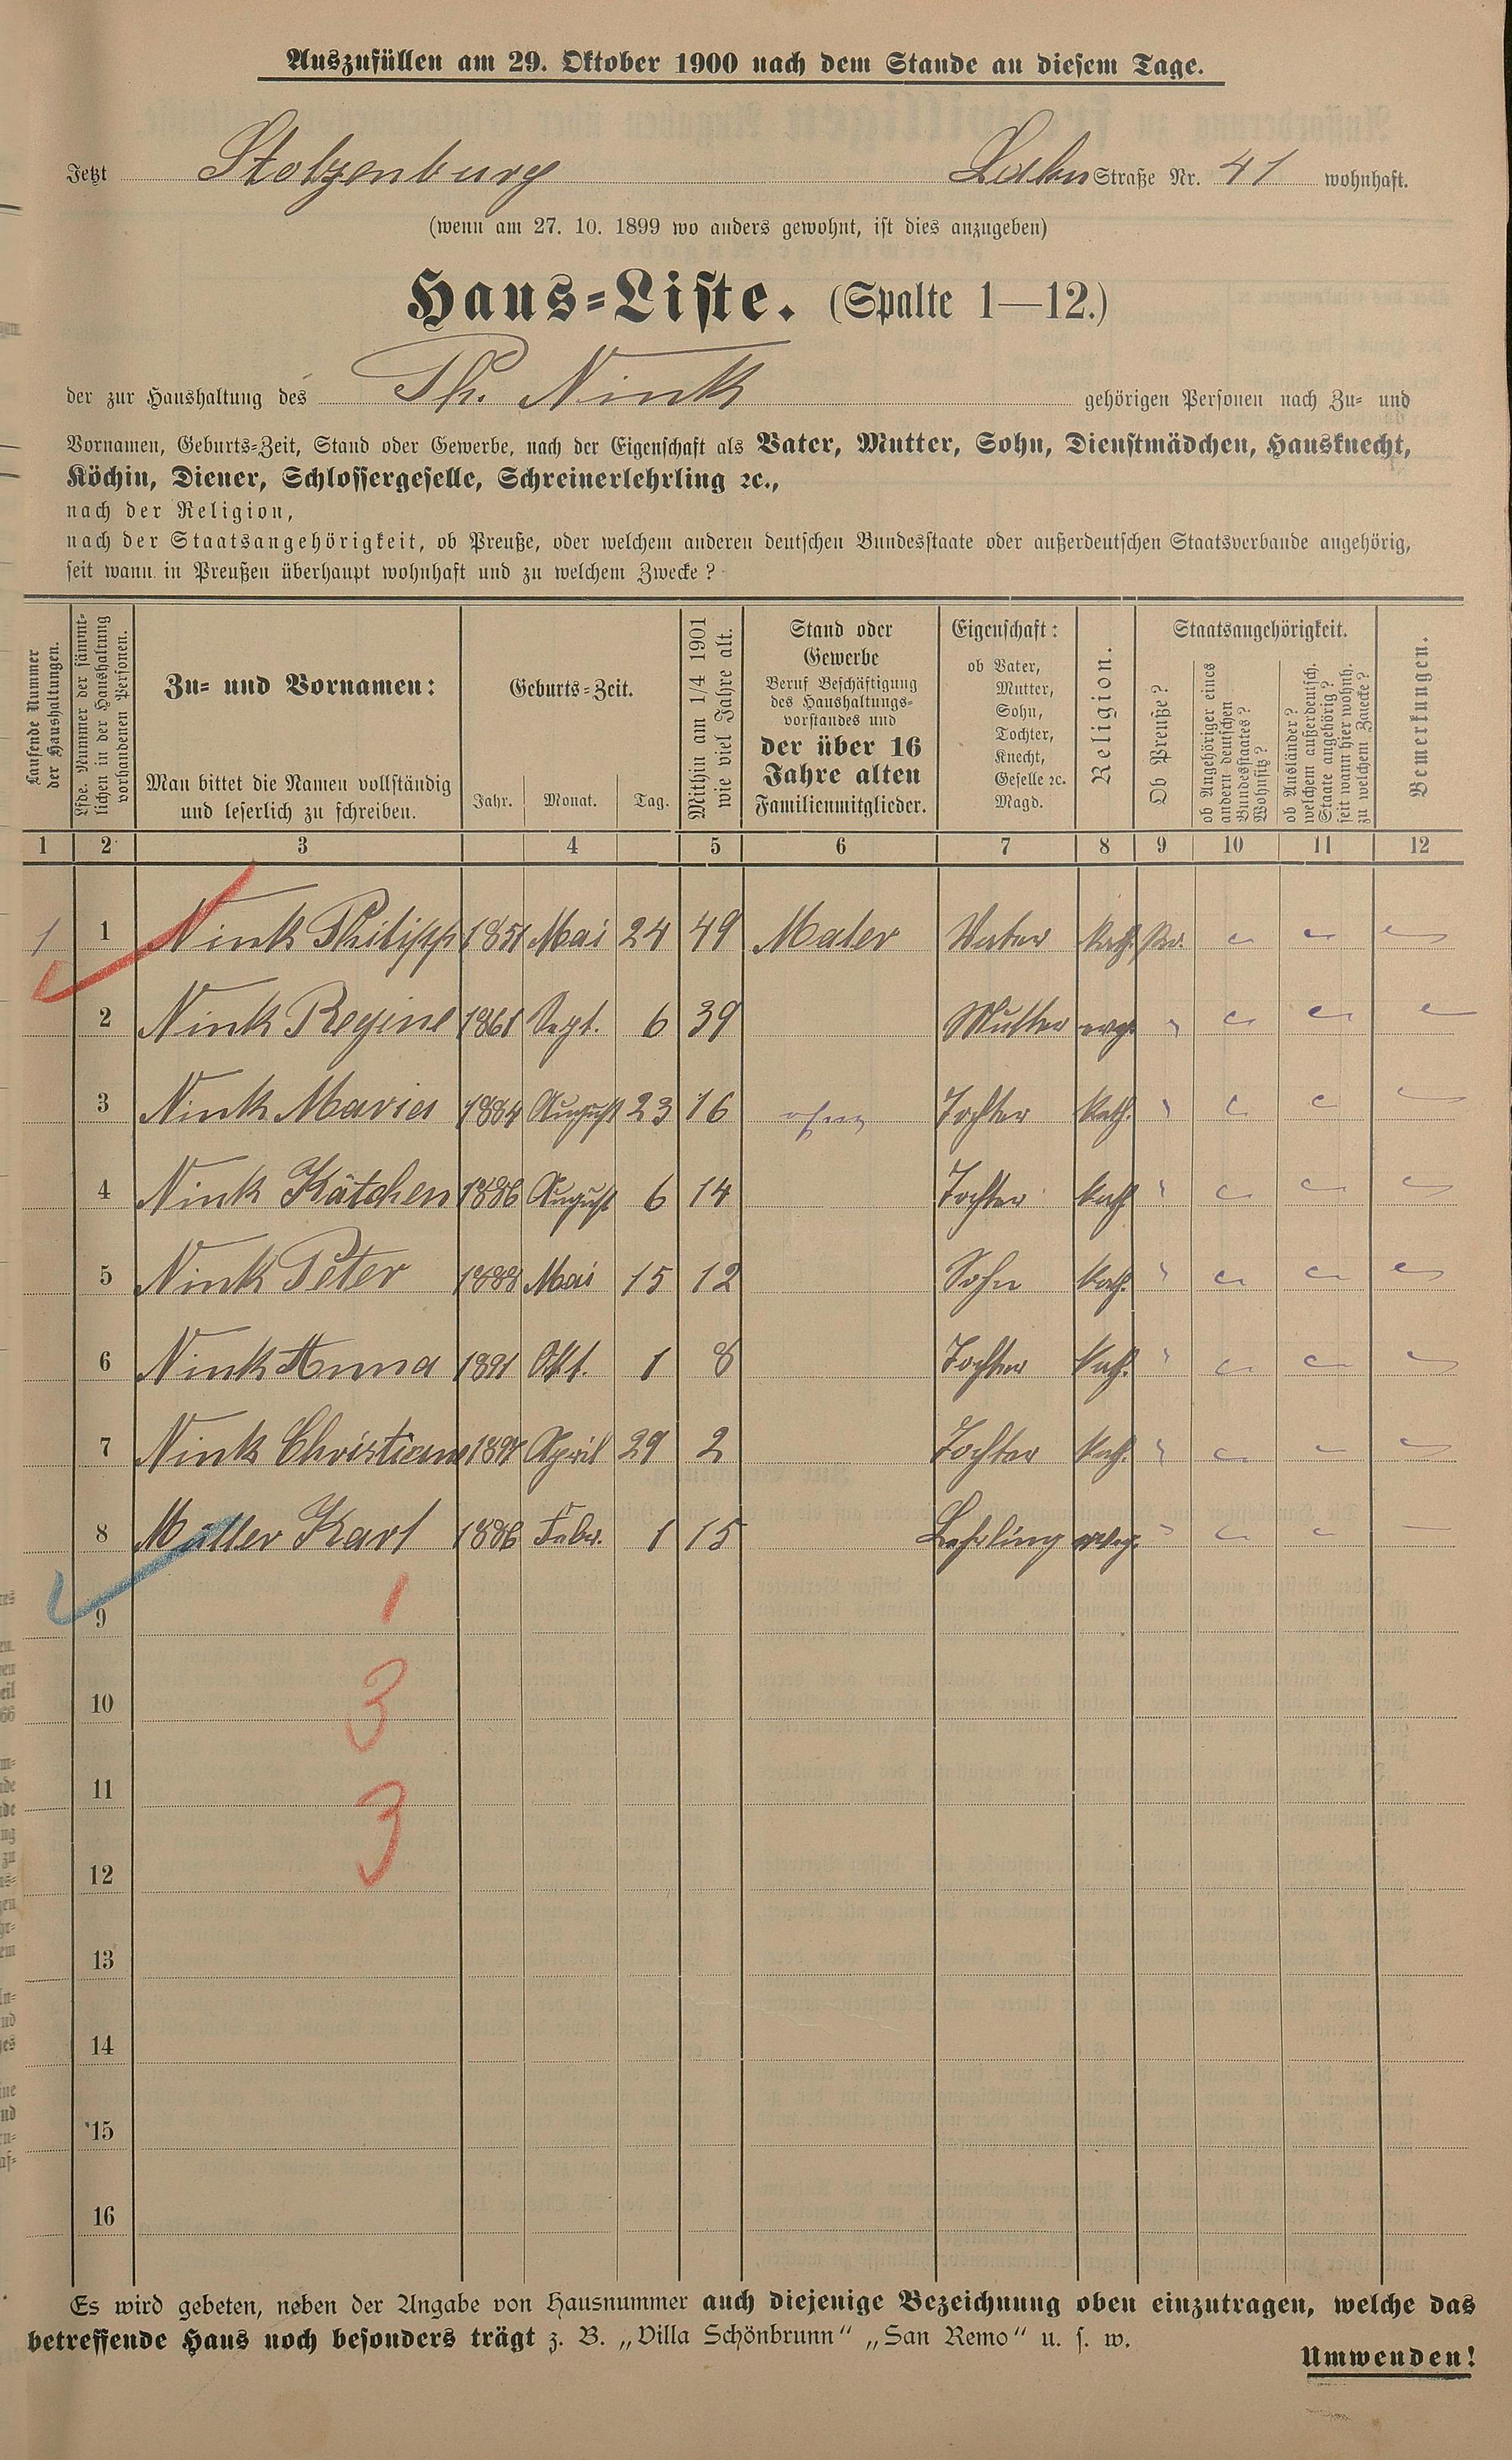 Auszufüllen am 29. Oktober 1900 nach dem Stande an diesem Tage.
Jetzt Stolzenburg Lahn Straße Nr. 41 wohnhaft.
(wenn am 27. 10. 1899 wo anders gewohnt, ist dies anzugeben)
Haus-Liste. (Spalte 1—12.)
der zur Haushaltung des Ph. Nink gehörigen Personen nach Zu- und
Vornamen, Geburts-Zeit, Stand oder Gewerbe, nach der Eigenschaft als Vater, Mutter, Sohn, Dienstmädchen, Hausknecht,
Köchin, Diener, Schlossergeselle, Schreinerlehrling ꝛc.,
nach der Religion,
nach der Staatsangehörigkeit, ob Preuße, oder welchem anderen deutschen Bundesstaate oder außerdeutschen Staatsverbande angehörig,
seit wann in Preußen überhaupt wohnhaft und zu welchem Zwecke?
Laufende Nummer
der Haushaltungen.
Lfde. Nummer der sämmt-
lichen in der Haushaltung
vorhandenen Personen.
Zu- und Vornamen:
Man bittet die Namen vollständig
und leserlich zu schreiben.
Geburts-Zeit.
Jahr. Monat. Tag.
Mithin am 1/4 1901
wie viel Jahre alt.
Stand oder
Gewerbe
Beruf Beschäftigung
des Haushaltungs-
vorstandes und
der über 16
Jahre alten
Familienmitglieder.
Eigenschaft:
ob Vater,
Mutter,
Sohn,
Tochter,
Knecht,
Geselle ꝛc.
Magd.
Religion.
Staatsangehörigkeit.
Ob Preuße?
ob Angehöriger eines
andern deutschen
Bundesstaates?
Wohnsitz?
ob Ausländer?
welchem außerdeutsch.
Staate angehörig?
seit wann hier wohnh.
zu welchem Zwecke?
Bemerkungen.
1 2 3 4 5 6 7 8 9 10 11 12
1 1 Nink Philipp 1851 Mai 24 49 Maler Vater kath. Pr.
2 Nink Regine 1861 Sept. 6 39 Mutter evg. "
3 Nink Maria 1884 August 23 16 ohne Tochter kath. "
4 Nink Kätchen 1886 August 6 14 Tochter kath "
5 Nink Peter 1888 Mai 15 12 Sohn kath. "
6 Nink Anna 1891 Okt. 1 8 Tochter kath. "
7 Nink Christiane 189 April 29 2 Tochter kath. "
8 Müller Karl 1886 Febr. 1 15 Lehrling evg. "
9 1
10 3
11
12 3
13
14
15
16
Es wird gebeten, neben der Angabe von Hausnummer auch diejenige Bezeichnung oben einzutragen, welche das
betreffende Haus noch besonders trägt z. B. „Villa Schönbrunn“ „San Remo“ u. s. w.
Umwenden!